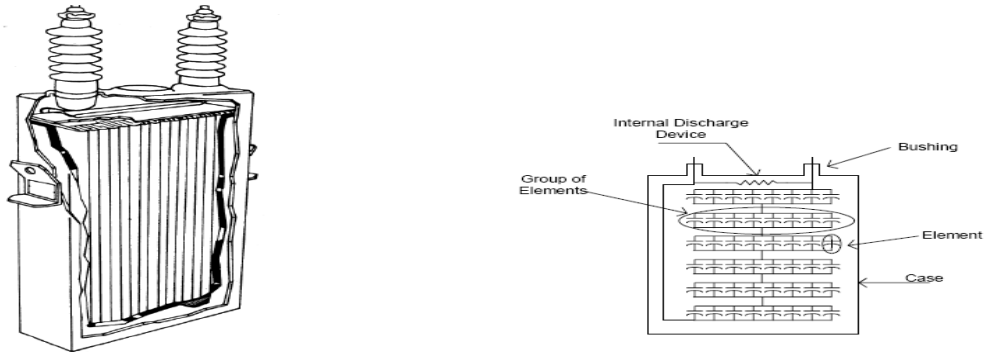 Internal Discharge
Device
Bushing
Group of
Elements
Element
Case